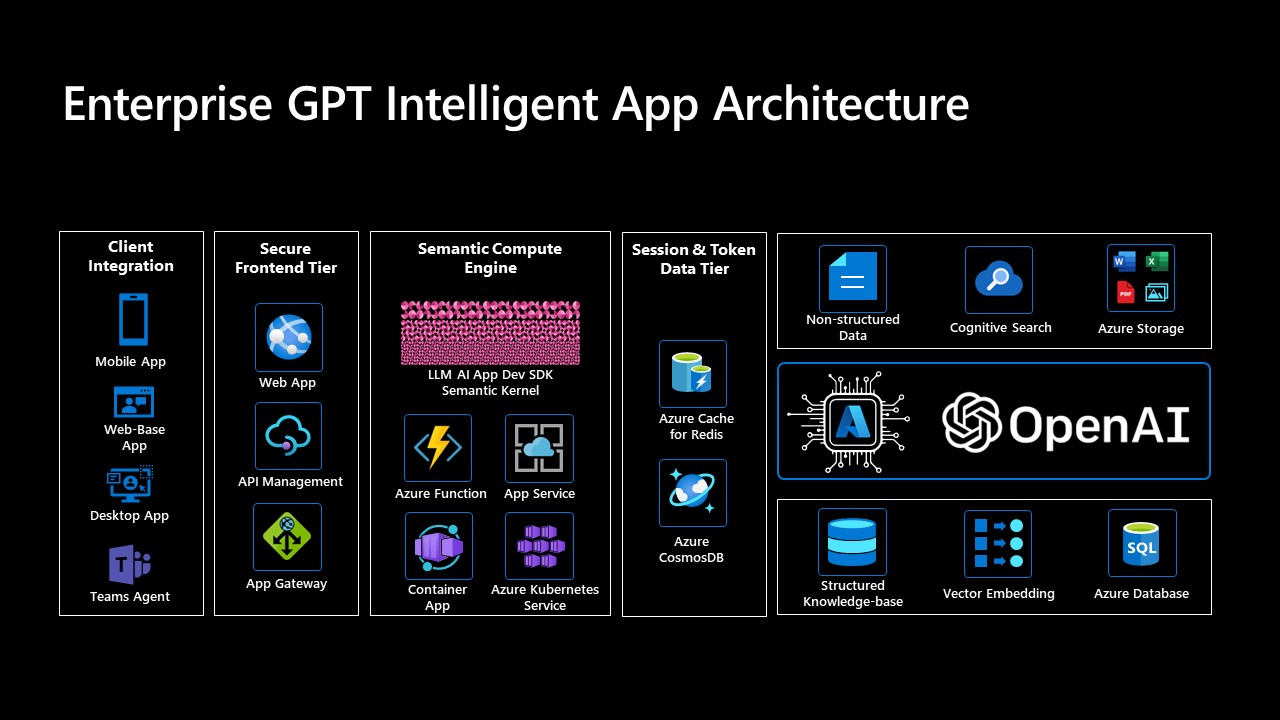 Enterprise GPT Intelligent App Architecture
Client
Integration
Mobile App
Web-Base
App
Desktop App
T
Teams Agent
Secure
Frontend Tier
Web App
API Management
App Gateway
Semantic Compute
Engine
LLM AI App Dev SDK
Semantic Kernel
Azure Function
App Service
Container
App
Azure Kubernetes
Service
Session & Token
Data Tier
Azure Cache
for Redis
Azure
CosmosDB
Non-structured
Data
Cognitive Search
W
X
PDF
Azure Storage
OpenAI
Structured
Knowledge-base
Vector Embedding
SQL
Azure Database